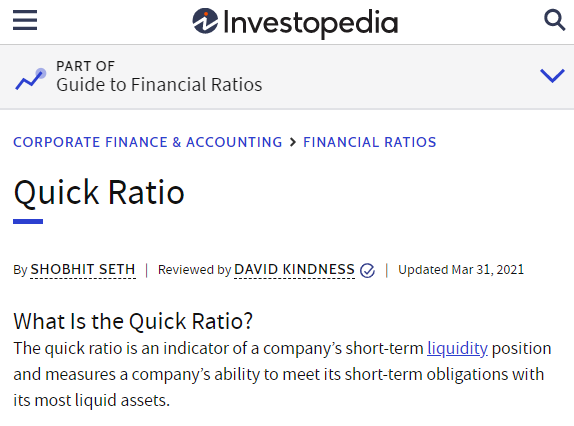 Investopedia
PART OF
Guide to Financial Ratios
CORPORATE FINANCE & ACCOUNTING > FINANCIAL RATIOS
Quick Ratio
By SHOBHIT SETH | Reviewed by DAVID KINDNESS | Updated Mar 31, 2021
What Is the Quick Ratio?
The quick ratio is an indicator of a company's short-term liquidity position
and measures a company's ability to meet its short-term obligations with
its most liquid assets.